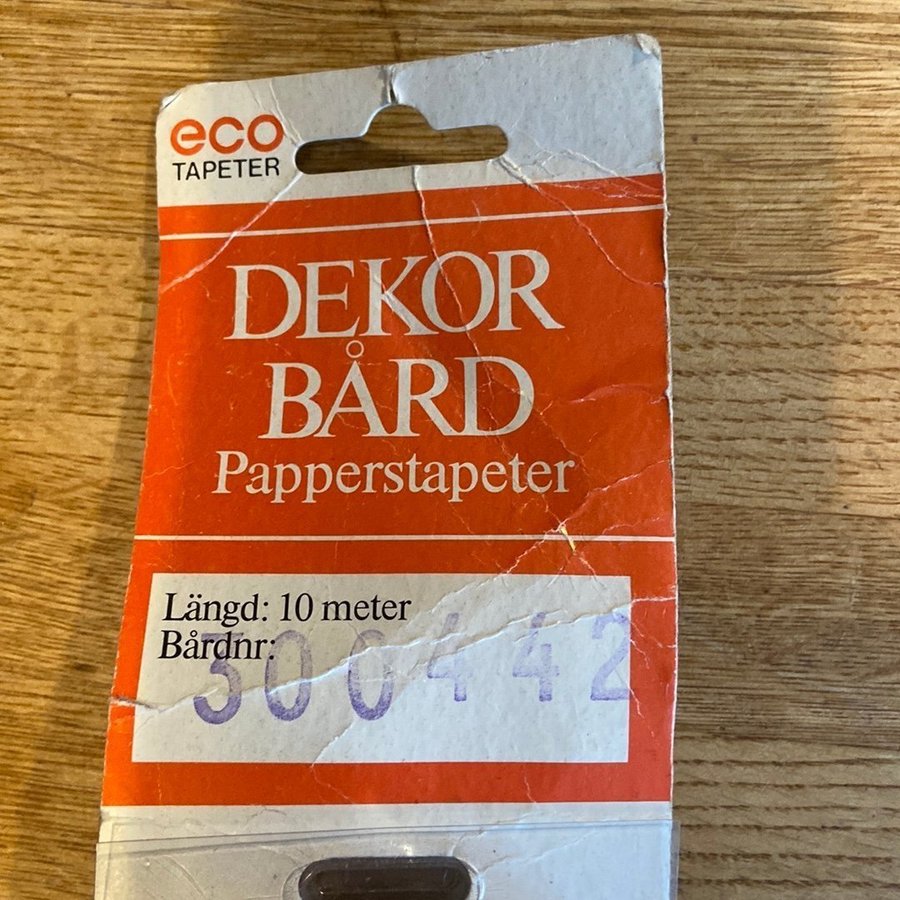 eco
TAPETER
DEKOR
BÅRD
Papperstapeter
Längd: 10 meter
Bårdnr:
300442